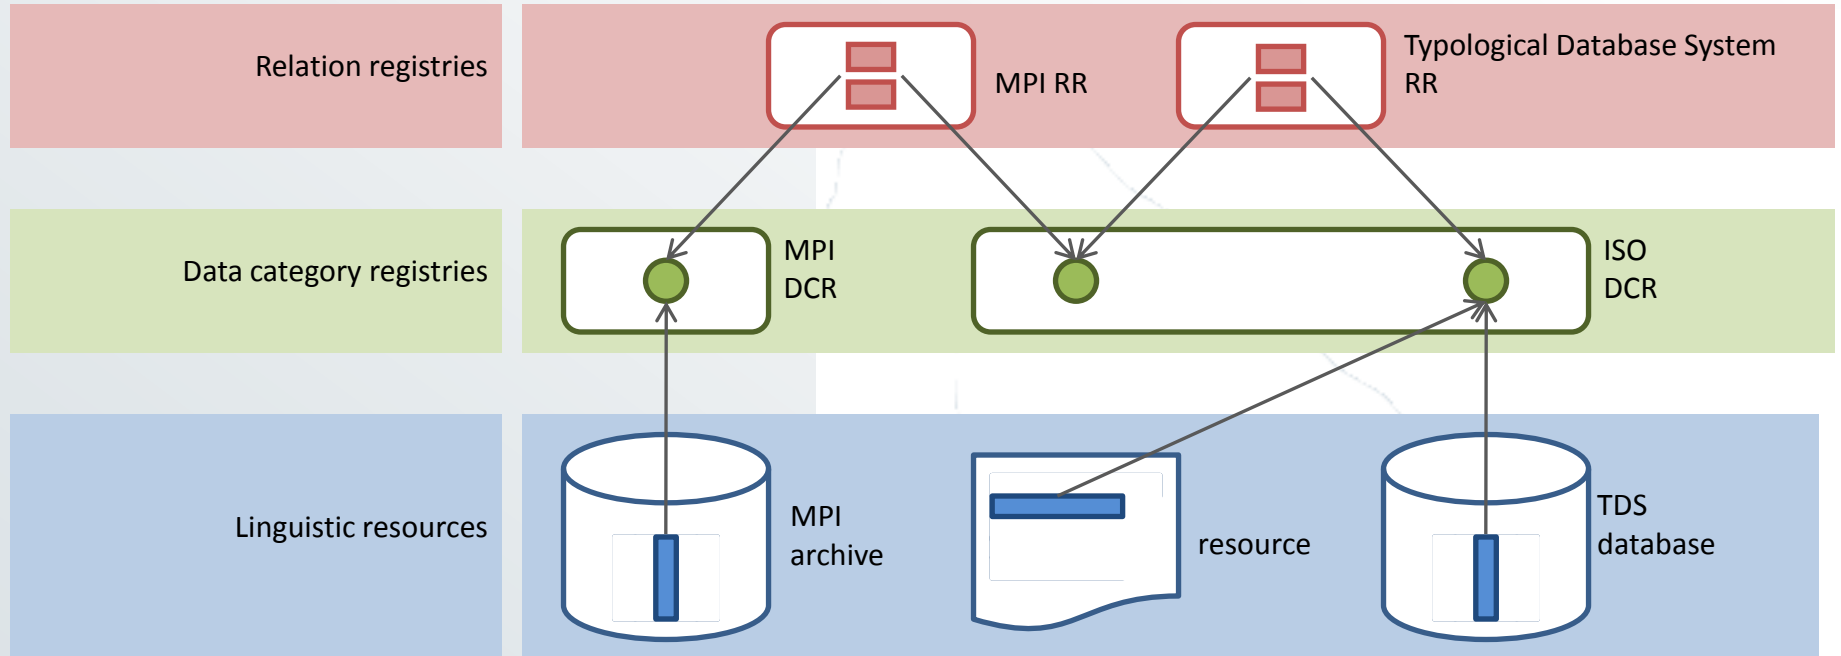 Relation registries
MPI RR
Typological Database System
RR
Data category registries
MPI
DCR
ISO
DCR
Linguistic resources
MPI
archive
resource
TDS
database